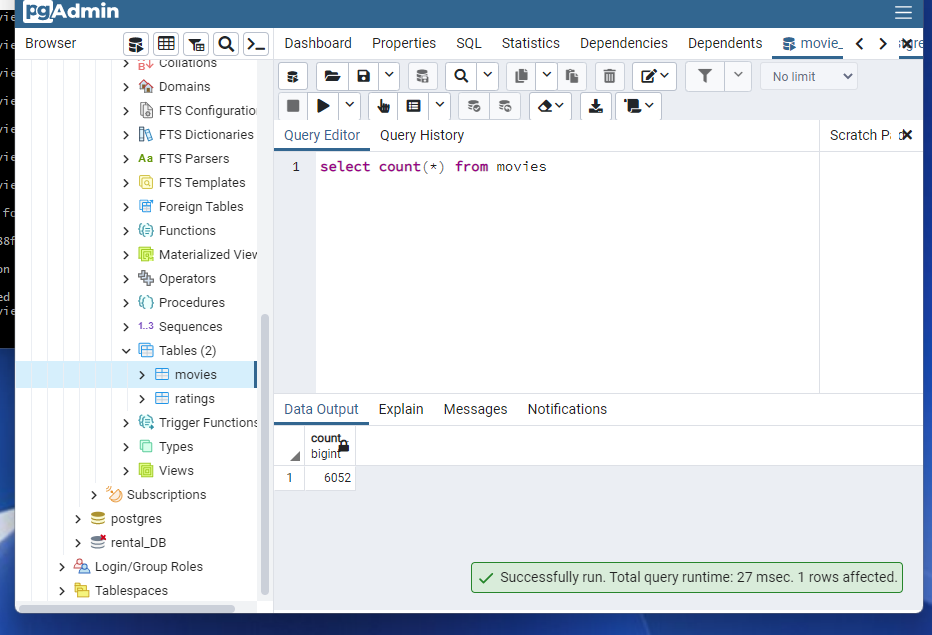 pgAdmin
Browser
Dashboard
Properties
SQL
Statistics
Dependencies
Dependents
movie_
No limit
Query Editor
Query History
Scratch Pa
1
select count(*) from movies
Collations
Domains
FTS Configuratio
FTS Dictionaries
Aa FTS Parsers
FTS Templates
Foreign Tables
Functions
Materialized View
Operators
Procedures
1..3 Sequences
Tables (2)
movies
ratings
Trigger Functions
Types
Views
Subscriptions
postgres
rental_DB
Login/Group Roles
Tablespaces
Data Output
Explain
Messages
Notifications
count
bigint
1
6052
Successfully run. Total query runtime: 27 msec. 1 rows affected.